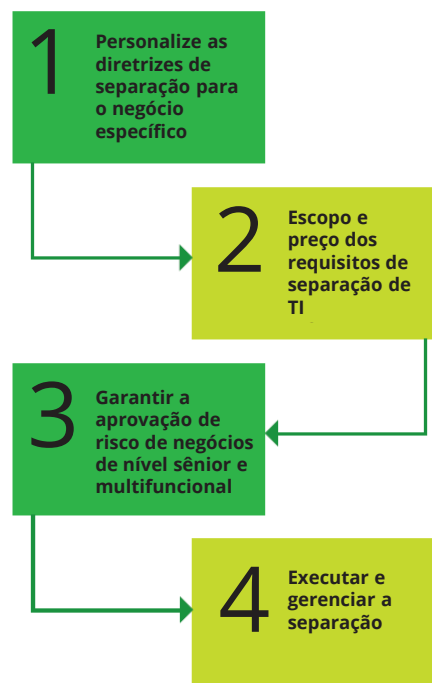 1
Personalize as
diretrizes de
separação para
o negócio
específico
2
Escopo e
preço dos
requisitos de
separação de
TI
3
Garantir a
aprovação de
risco de negócios
de nível sênior e
multifuncional
4
Executar e
gerenciar a
separação